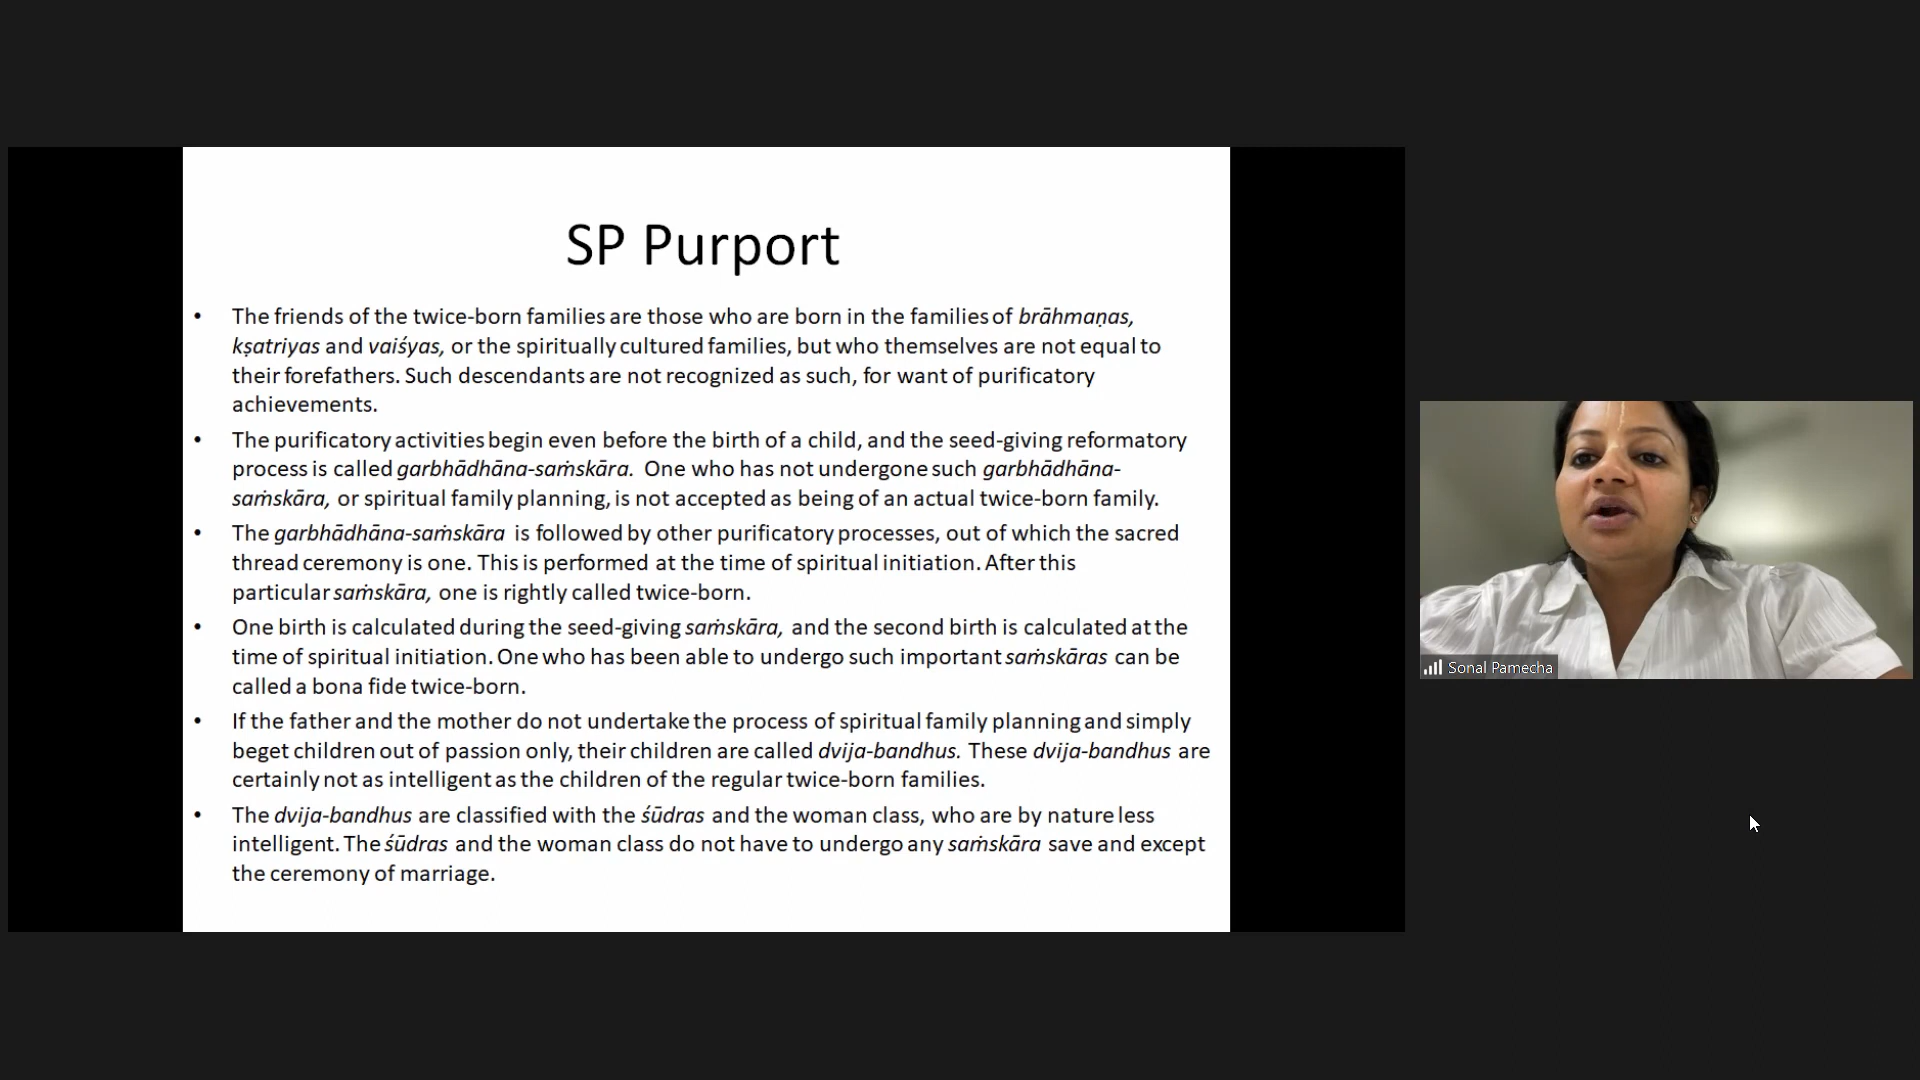 SP Purport
• The friends of the twice-born families are those who are born in the families of brāhmaṇas,
kṣatriyas and vaiśyas, or the spiritually cultured families, but who themselves are not equal to
their forefathers. Such descendants are not recognized as such, for want of purificatory
achievements.
• The purificatory activities begin even before the birth of a child, and the seed-giving reformatory
process is called garbhādhāna-saṁskāra. One who has not undergone such garbhādhāna-
saṁskāra, or spiritual family planning, is not accepted as being of an actual twice-born family.
• The garbhādhāna-saṁskāra is followed by other purificatory processes, out of which the sacred
thread ceremony is one. This is performed at the time of spiritual initiation. After this
particular saṁskāra, one is rightly called twice-born.
• One birth is calculated during the seed-giving saṁskāra, and the second birth is calculated at the
time of spiritual initiation. One who has been able to undergo such important saṁskāras can be
called a bona fide twice-born.
• If the father and the mother do not undertake the process of spiritual family planning and simply
beget children out of passion only, their children are called dvija-bandhus. These dvija-bandhus are
certainly not as intelligent as the children of the regular twice-born families.
• The dvija-bandhus are classified with the śūdras and the woman class, who are by nature less
intelligent. The śūdras and the woman class do not have to undergo any saṁskāra save and except
the ceremony of marriage.
Sonal Pamecha